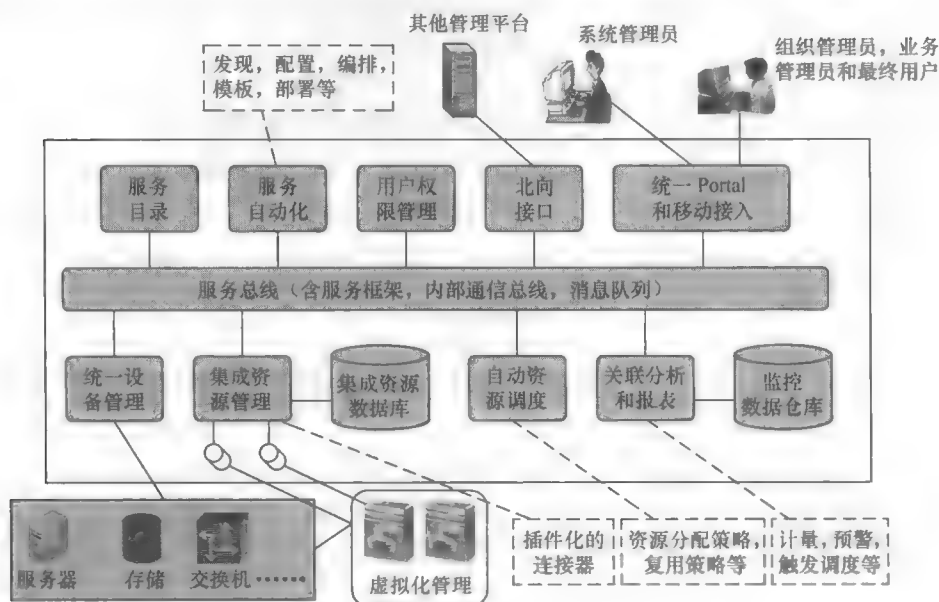 其他管理平台
系统管理员
组织管理员，业务
管理员和最终用户
发现，配置，编排，
模板，部署等
服务
目录
服务
自动化
用户权
限管理
北向
接口
统一 Portal
和移动接入
服务总线（含服务框架，内部通信总线，消息队列）
统一设
备管理
集成资
源管理
集成资源
数据库
自动资
源调度
关联分析
和报表
监控
数据仓库
服务器
存储
交换机
……
虚拟化管理
插件化的
连接器
资源分配策略，
复用策略等
计量，预警，
触发调度等